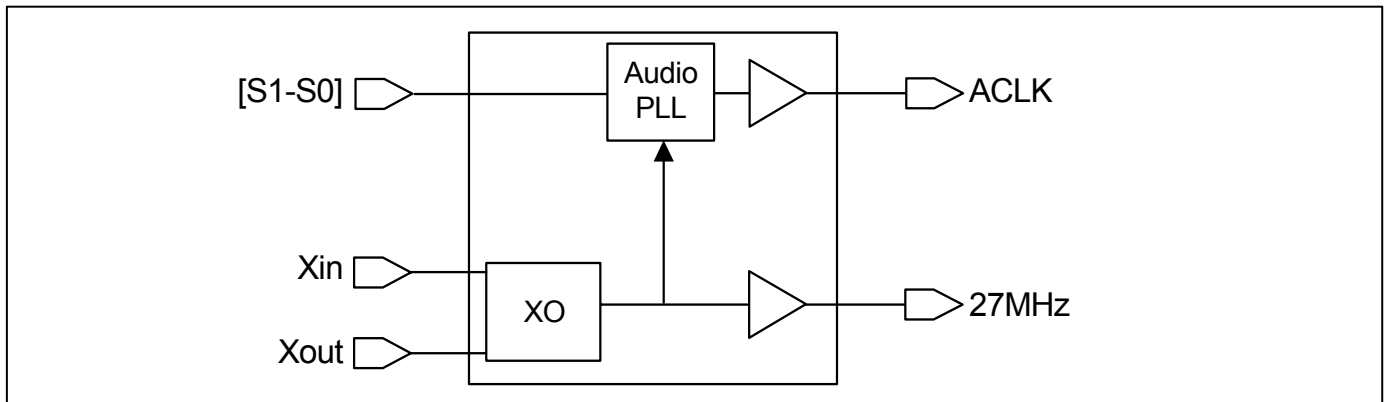 [S1-S0]
Audio
PLL
ACLK
Xin
XO
27MHz
Xout